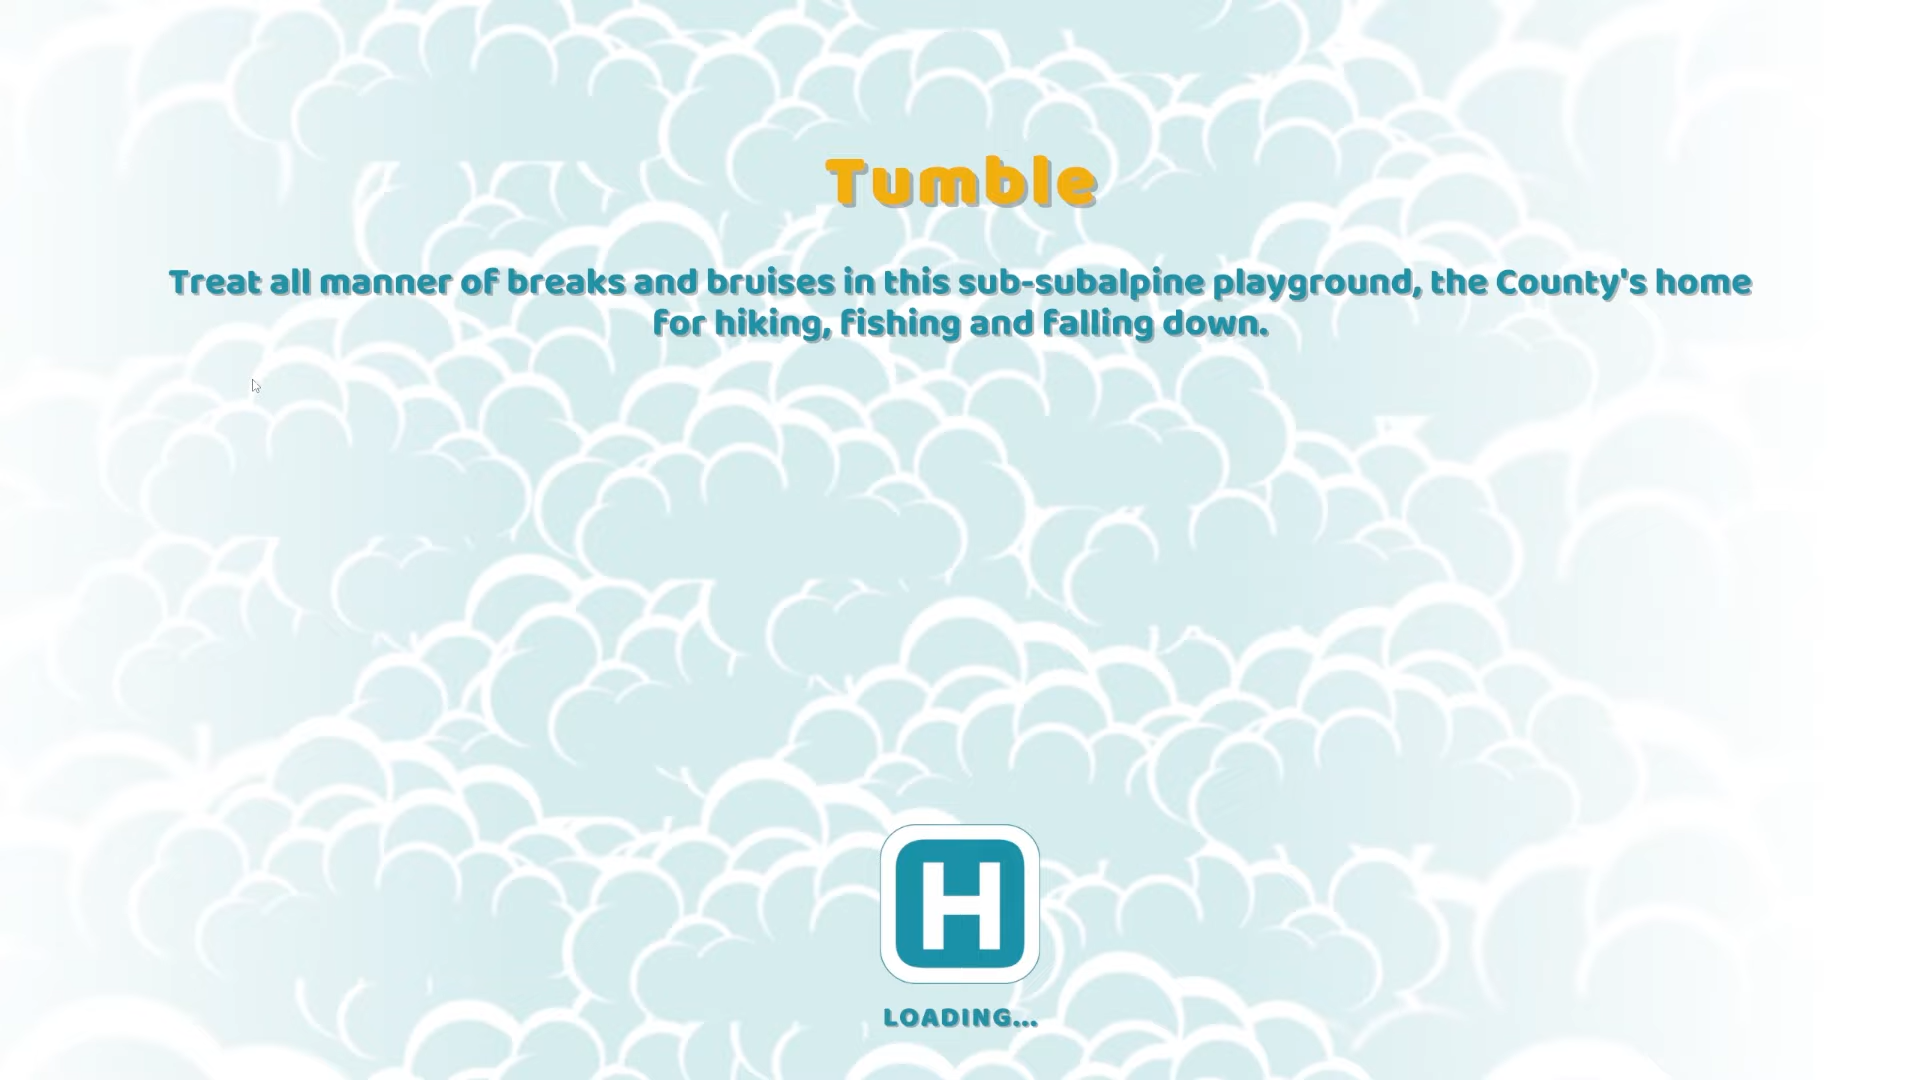 Tumble
Treat all manner of breaks and bruises in this sub-subalpine playground, the County's home
for hiking, fishing and falling down.
H
LOADING...